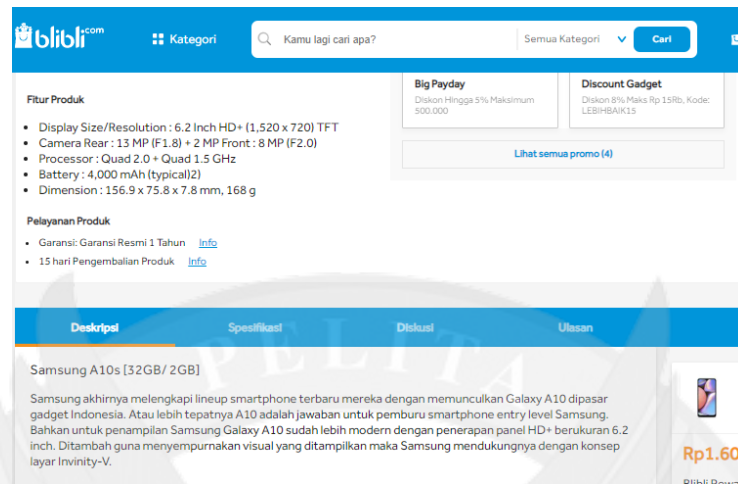 blibli.com
Kategori
Kamu lagi cari apa?
Semua Kategori
Cari
Fitur Produk
• Display Size/Resolution : 6.2 Inch HD+ (1,520 x 720) TFT
• Camera Rear : 13 MP (F1.8) + 2 MP Front : 8 MP (F2.0)
• Processor : Quad 2.0 + Quad 1.5 GHz
• Battery : 4,000 mAh (typical)2)
• Dimension : 156.9 x 75.8 x 7.8 mm, 168 g
Pelayanan Produk
• Garansi: Garansi Resmi 1 Tahun Info
• 15 hari Pengembalian Produk Info
Big Payday
Diskon Hingga 5% Maksimum
500.000
Discount Gadget
Diskon 8% Maks Rp 15Rb, Kode:
LEBIHBAIK15
Lihat semua promo (4)
Deskripsi
Spesifikasi
Diskusi
Ulasan
PELITA
Samsung A10s [32GB/ 2GB]
Samsung akhirnya melengkapi lineup smartphone terbaru mereka dengan memunculkan Galaxy A10 dipasar
gadget Indonesia. Atau lebih tepatnya A10 adalah jawaban untuk pemburu smartphone entry level Samsung.
Bahkan untuk penampilan Samsung Galaxy A10 sudah lebih modern dengan penerapan panel HD+ berukuran 6.2
inch. Ditambah guna menyempurnakan visual yang ditampilkan maka Samsung mendukungnya dengan konsep
layar Invinity-V.
Rp1.60